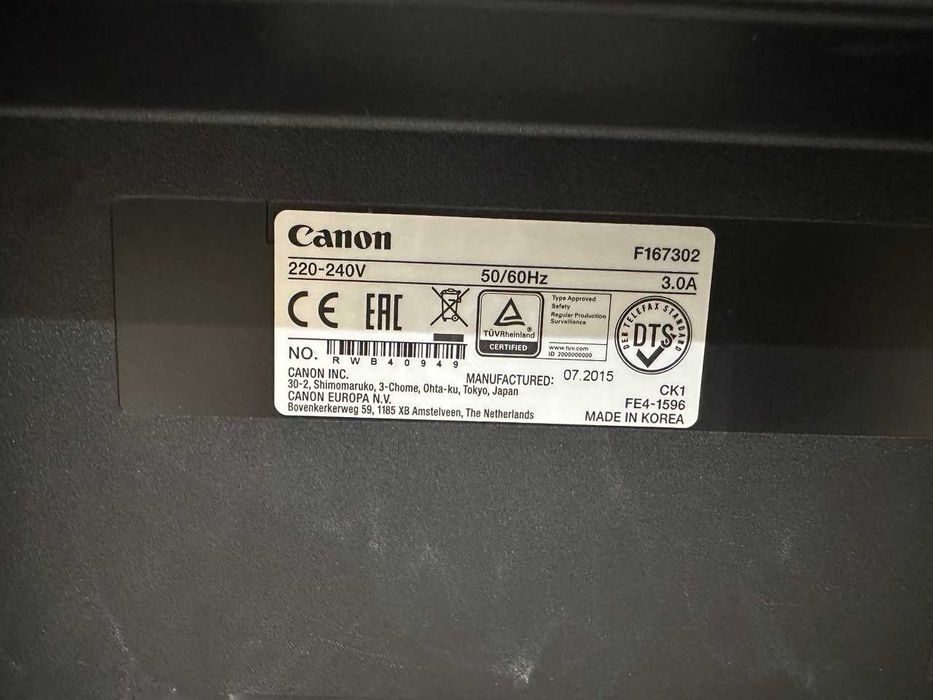 Canon
F167302
220-240V 50/60Hz 3.0A
CE EAC
TÜVRheinland®
CERTIFIED
Type Approved
Safety
Regular Production
Surveillance
www.tuv.com
ID 2000000000
DER TELEFAX STANDARD
DTS
NO. RWB40949
MANUFACTURED: 07.2015
CANON INC.
30-2, Shimomaruko, 3-Chome, Ohta-ku, Tokyo, Japan
CANON EUROPA N.V.
Bovenkerkerweg 59, 1185 XB Amstelveen, The Netherlands
CK1
FE4-1596
MADE IN KOREA